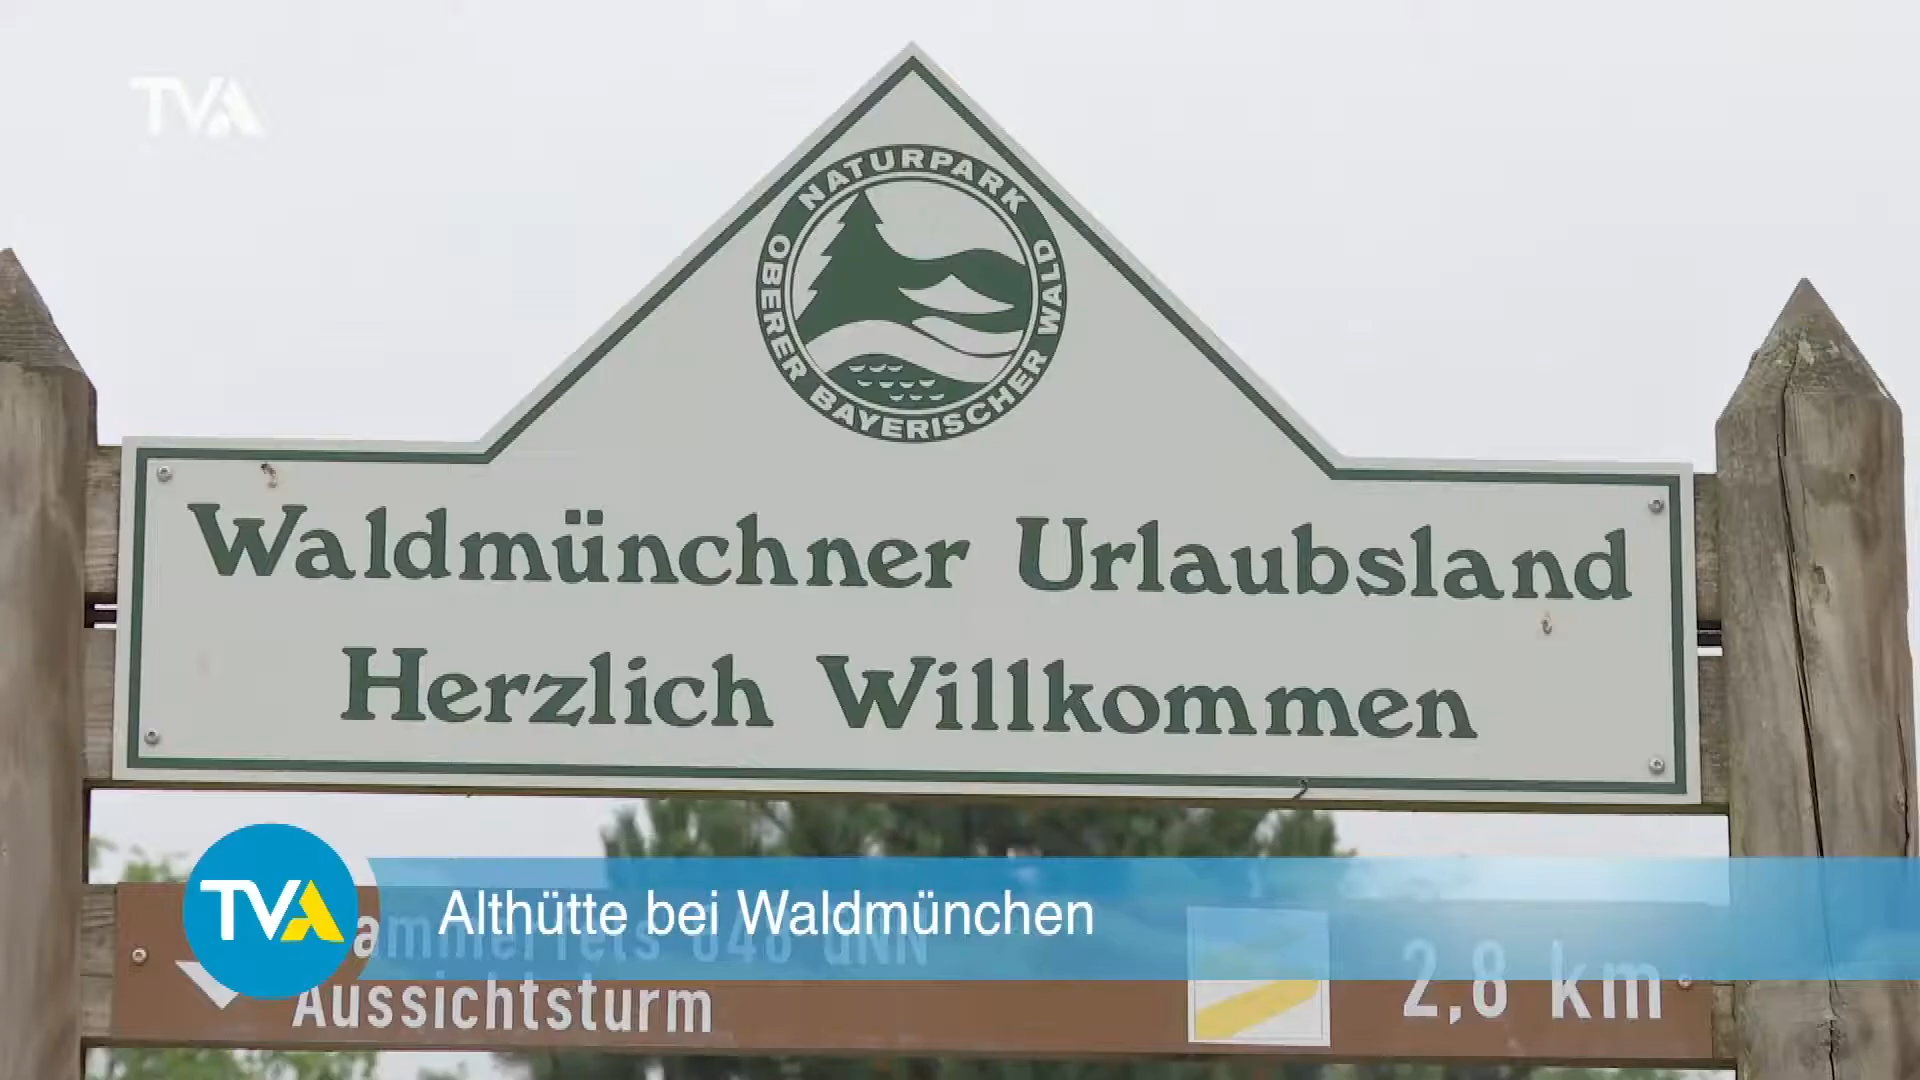 TVA
NATURPARK
OBERER BAYERISCHER WALD
Waldmünchner Urlaubsland
Herzlich Willkommen
TVA
Althütte bei Waldmünchen
Aussichtsturm
2,8 km